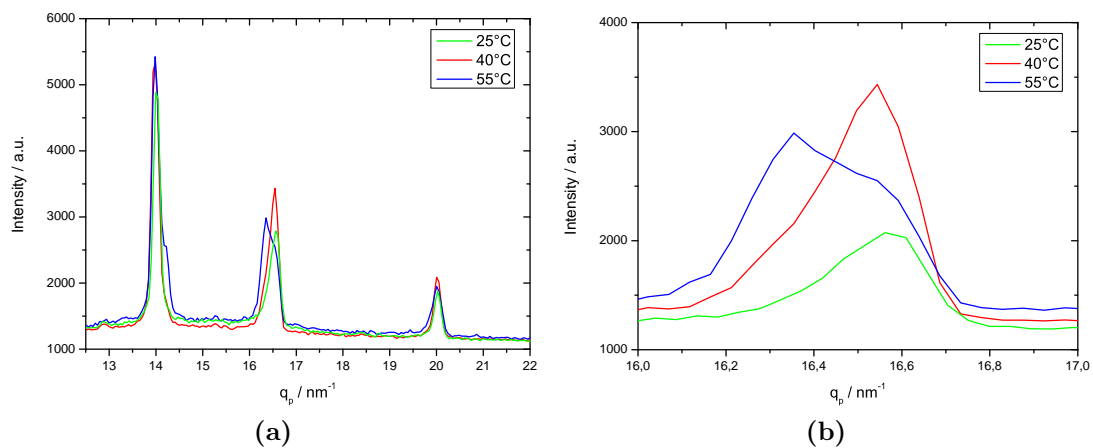 6000
5000
4000
3000
2000
1000
13 14 15 16 17 18 19 20 21 22
Intensity / a.u.
q_p / nm⁻¹
25°C
40°C
55°C
(a)
4000
3000
2000
1000
16,0 16,2 16,4 16,6 16,8 17,0
Intensity / a.u.
q_p / nm⁻¹
25°C
40°C
55°C
(b)